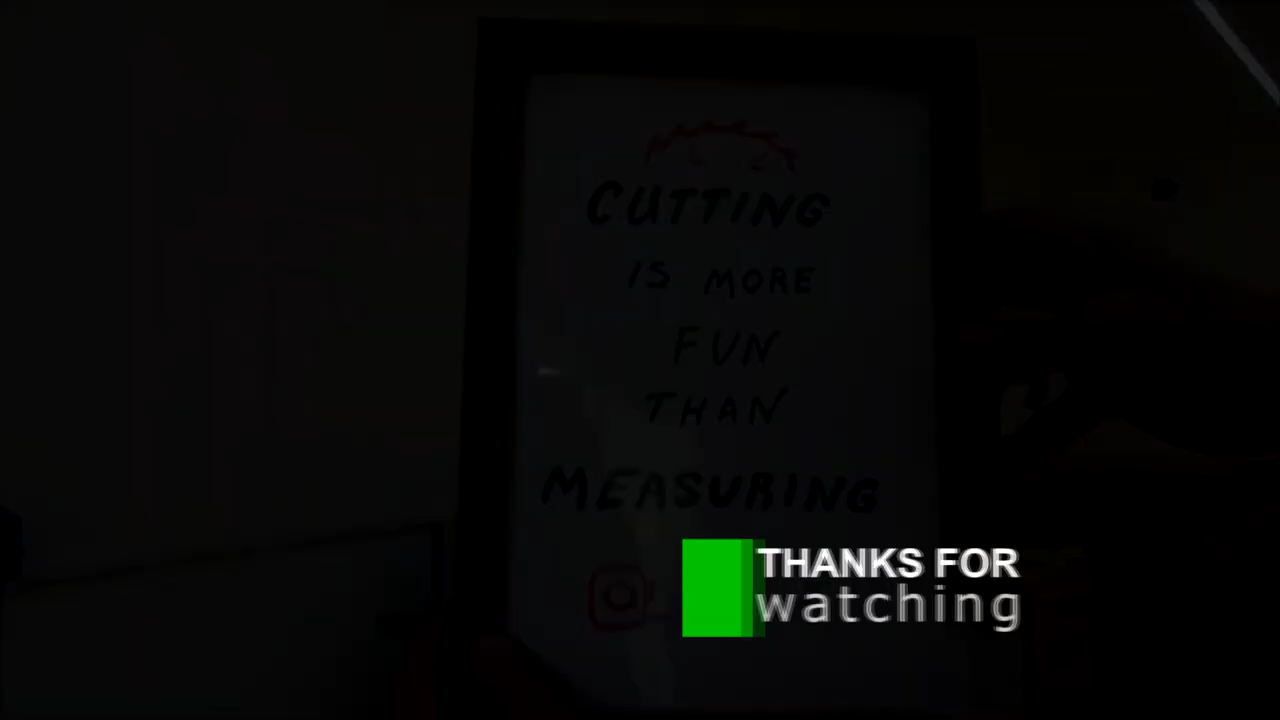 CUTTING
IS MORE
FUN
THAN
MEASURING
THANKS FOR
watching